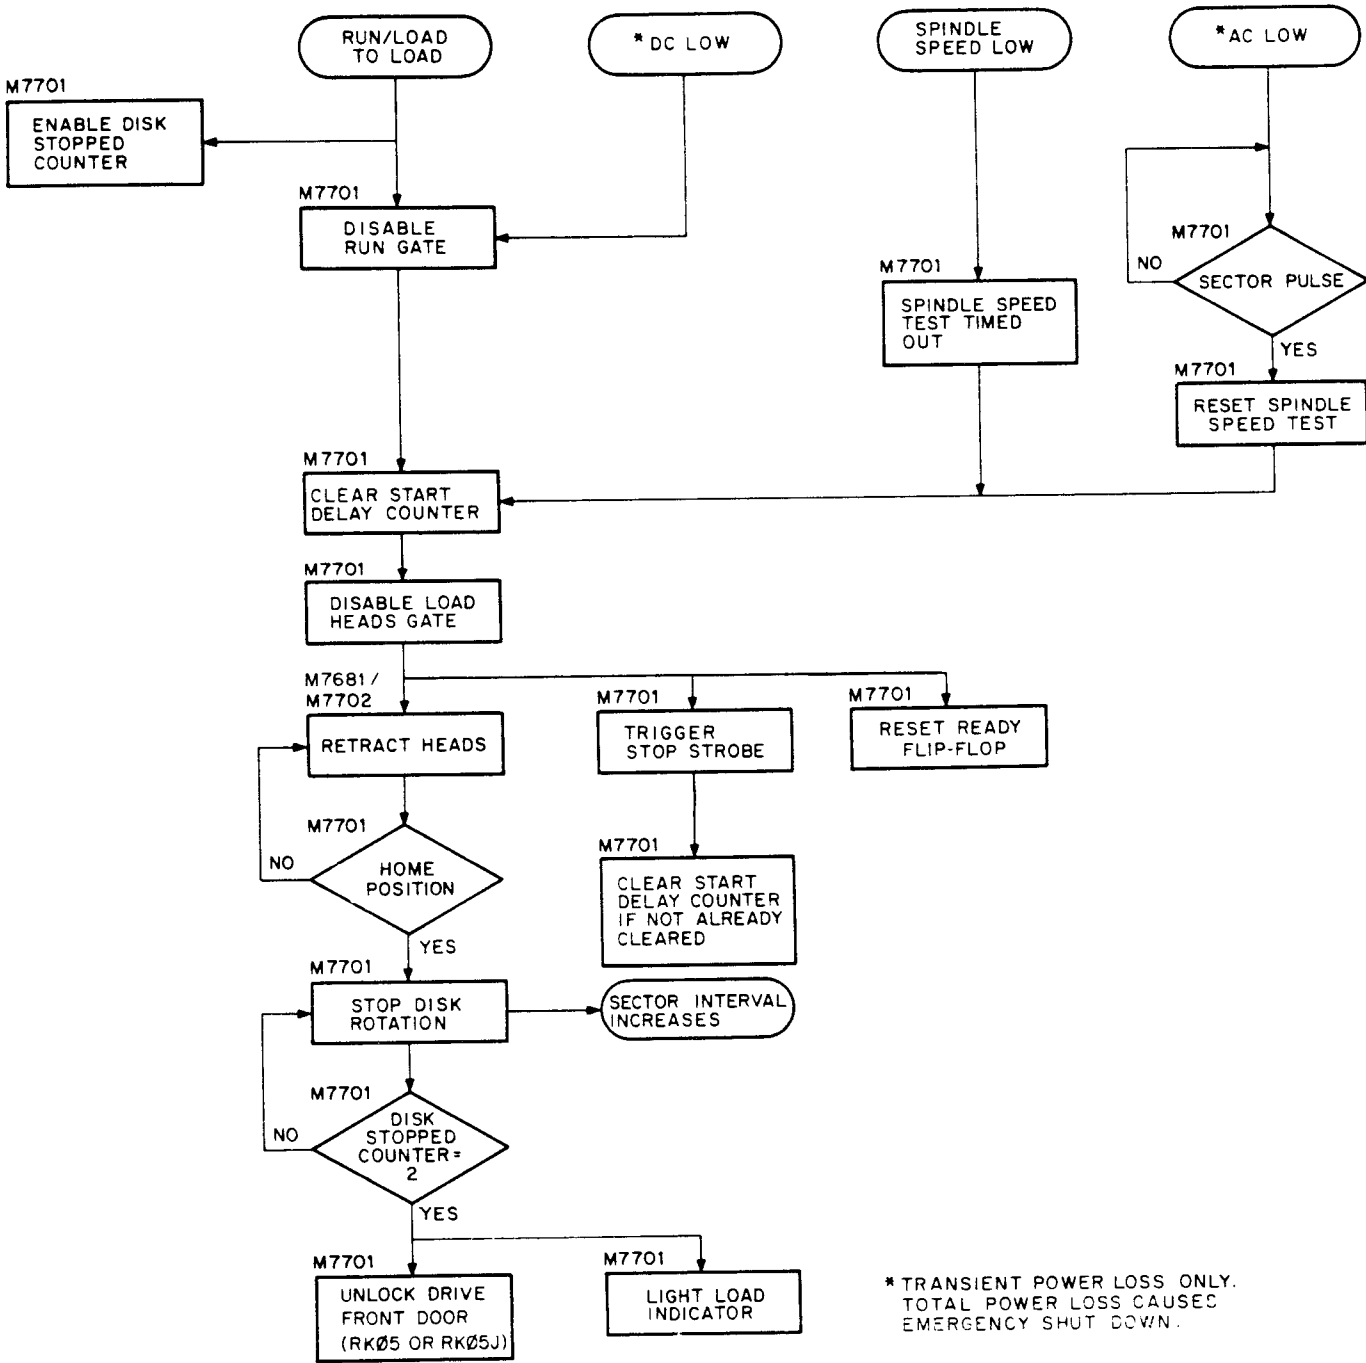 RUN/LOAD
TO LOAD
* DC LOW
SPINDLE
SPEED LOW
* AC LOW
M7701
ENABLE DISK
STOPPED
COUNTER
M7701
DISABLE
RUN GATE
M7701
SPINDLE SPEED
TEST TIMED
OUT
M7701
SECTOR PULSE
NO
YES
M7701
RESET SPINDLE
SPEED TEST
M7701
CLEAR START
DELAY COUNTER
M7701
DISABLE LOAD
HEADS GATE
M7681/
M7702
RETRACT HEADS
M7701
TRIGGER
STOP STROBE
M7701
RESET READY
FLIP-FLOP
M7701
HOME
POSITION
NO
YES
M7701
CLEAR START
DELAY COUNTER
IF NOT ALREADY
CLEARED
M7701
STOP DISK
ROTATION
SECTOR INTERVAL
INCREASES
M7701
DISK
STOPPED
COUNTER=
2
NO
YES
M7701
UNLOCK DRIVE
FRONT DOOR
(RKØ5 OR RKØ5J)
M7701
LIGHT LOAD
INDICATOR
* TRANSIENT POWER LOSS ONLY.
TOTAL POWER LOSS CAUSES
EMERGENCY SHUT DOWN.